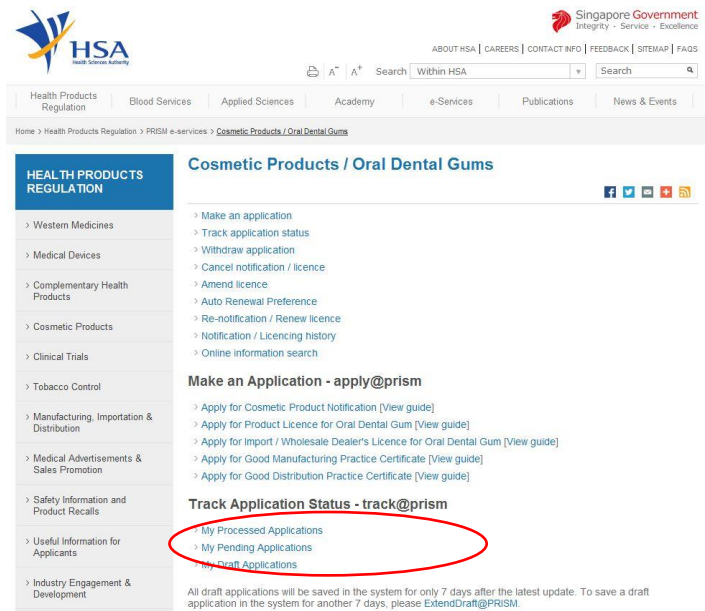 Singapore Government
Integrity · Service · Excellence
HSA
Health Sciences Authority
ABOUT HSA | CAREERS | CONTACT INFO | FEEDBACK | SITEMAP | FAQS
A- A+ Search Within HSA Search
Health Products Regulation Blood Services Applied Sciences Academy e-Services Publications News & Events
Home > Health Products Regulation > PRISM e-services > Cosmetic Products / Oral Dental Gums
HEALTH PRODUCTS
REGULATION
> Western Medicines
> Medical Devices
> Complementary Health
Products
> Cosmetic Products
> Clinical Trials
> Tobacco Control
> Manufacturing, Importation &
Distribution
> Medical Advertisements &
Sales Promotion
> Safety Information and
Product Recalls
> Useful Information for
Applicants
> Industry Engagement &
Development
Cosmetic Products / Oral Dental Gums
> Make an application
> Track application status
> Withdraw application
> Cancel notification / licence
> Amend licence
> Auto Renewal Preference
> Re-notification / Renew licence
> Notification / Licencing history
> Online information search
Make an Application - apply@prism
> Apply for Cosmetic Product Notification [View guide]
> Apply for Product Licence for Oral Dental Gum [View guide]
> Apply for Import / Wholesale Dealer's Licence for Oral Dental Gum [View guide]
> Apply for Good Manufacturing Practice Certificate [View guide]
> Apply for Good Distribution Practice Certificate [View guide]
Track Application Status - track@prism
> My Processed Applications
> My Pending Applications
> My Draft Applications
All draft applications will be saved in the system for only 7 days after the latest update. To save a draft
application in the system for another 7 days, please ExtendDraft@PRISM.